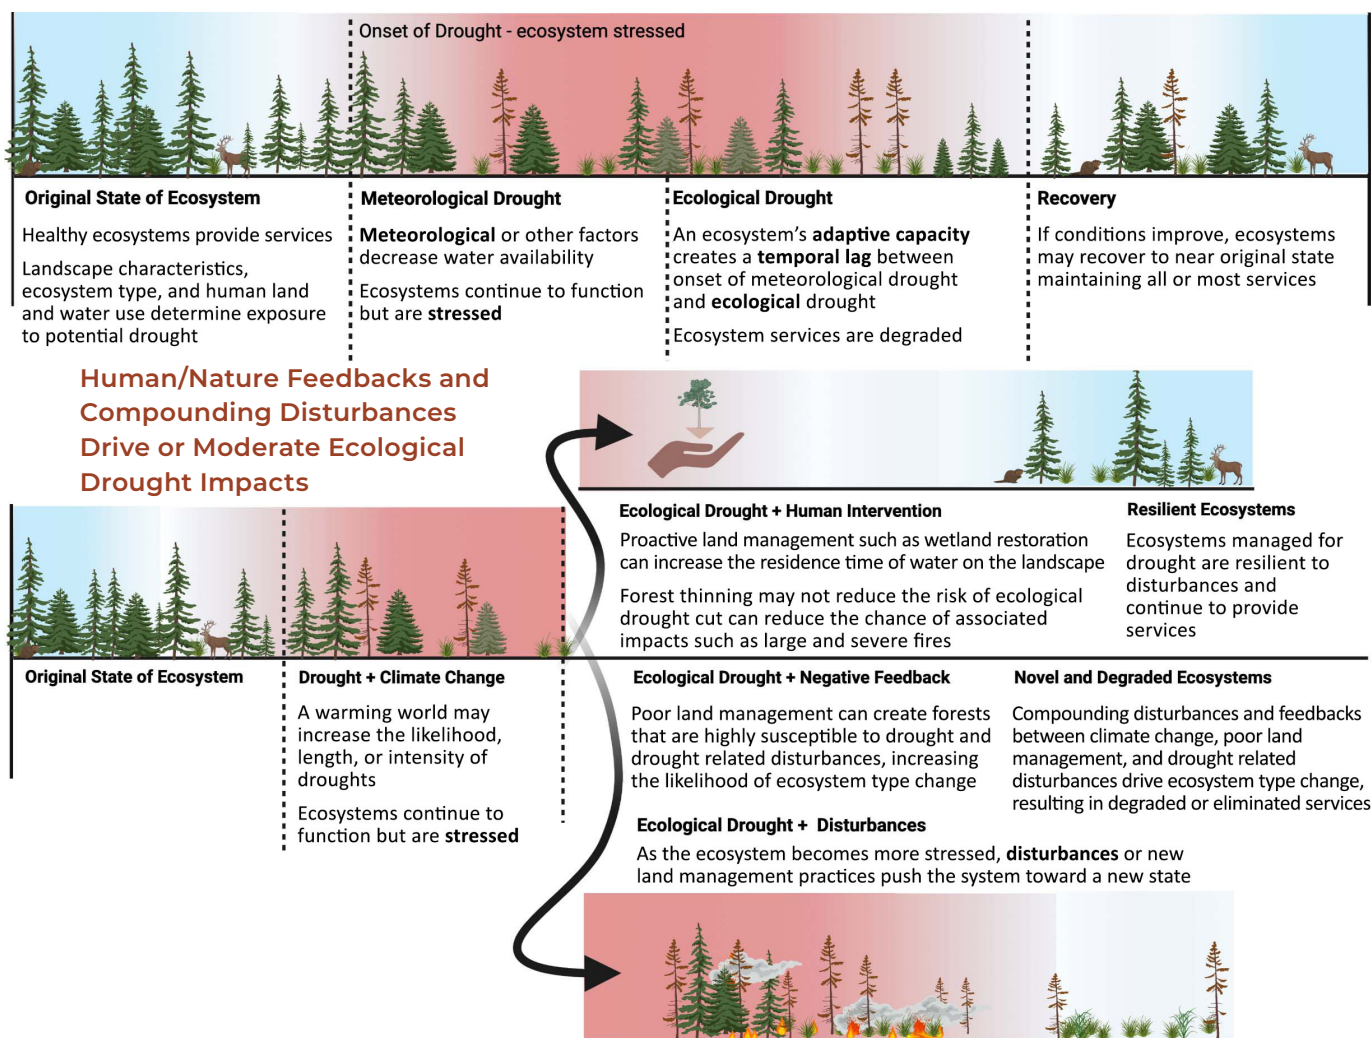 Onset of Drought - ecosystem stressed
Original State of Ecosystem
Healthy ecosystems provide services
Landscape characteristics,
ecosystem type, and human land
and water use determine exposure
to potential drought
Meteorological Drought
Meteorological or other factors
decrease water availability
Ecosystems continue to function
but are stressed
Ecological Drought
An ecosystem's adaptive capacity
creates a temporal lag between
onset of meteorological drought
and ecological drought
Ecosystem services are degraded
Recovery
If conditions improve, ecosystems
may recover to near original state
maintaining all or most services
Human/Nature Feedbacks and
Compounding Disturbances
Drive or Moderate Ecological
Drought Impacts
Ecological Drought + Human Intervention
Proactive land management such as wetland restoration
can increase the residence time of water on the landscape
Forest thinning may not reduce the risk of ecological
drought cut can reduce the chance of associated
impacts such as large and severe fires
Resilient Ecosystems
Ecosystems managed for
drought are resilient to
disturbances and
continue to provide
services
Original State of Ecosystem
Drought + Climate Change
A warming world may
increase the likelihood,
length, or intensity of
droughts
Ecosystems continue to
function but are stressed
Ecological Drought + Negative Feedback
Poor land management can create forests
that are highly susceptible to drought and
drought related disturbances, increasing
the likelihood of ecosystem type change
Novel and Degraded Ecosystems
Compounding disturbances and feedbacks
between climate change, poor land
management, and drought related
disturbances drive ecosystem type change,
resulting in degraded or eliminated services
Ecological Drought + Disturbances
As the ecosystem becomes more stressed, disturbances or new
land management practices push the system toward a new state